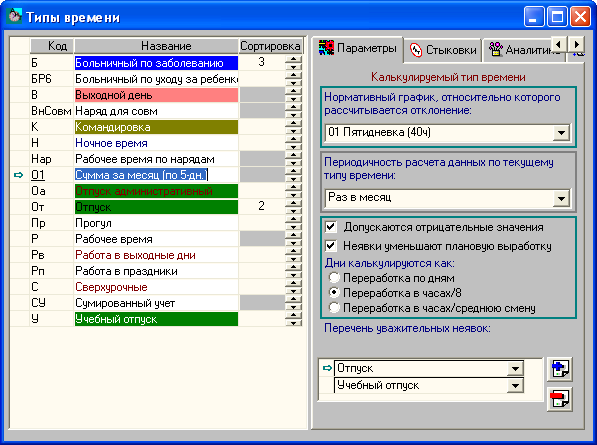 Типы времени
Код Название Сортировка
Б Больничный по заболеванию 3
БР6 Больничный по уходу за ребенк
В Выходной день
ВнСовм Наряд для совм
К Командировка
Н Ночное время
Нар Рабочее время по нарядам
О1 Сумма за месяц (по 5-дн.)
Оа Отпуск административный
От Отпуск 2
Пр Прогул
Р Рабочее время
Рв Работа в выходные дни
Рп Работа в праздники
С Сверхурочные
СУ Сумированный учет
У Учебный отпуск
Параметры Стыковки Аналитика
Калькулируемый тип времени
Нормативный график, относительно которого
рассчитывается отклонение:
01 Пятидневка (40ч)
Периодичность расчета данных по текущему
типу времени:
Раз в месяц
Допускаются отрицательные значения
Неявки уменьшают плановую выработку
Дни калькулируются как:
Переработка по дням
Переработка в часах/8
Переработка в часах/среднюю смену
Перечень уважительных неявок:
Отпуск
Учебный отпуск